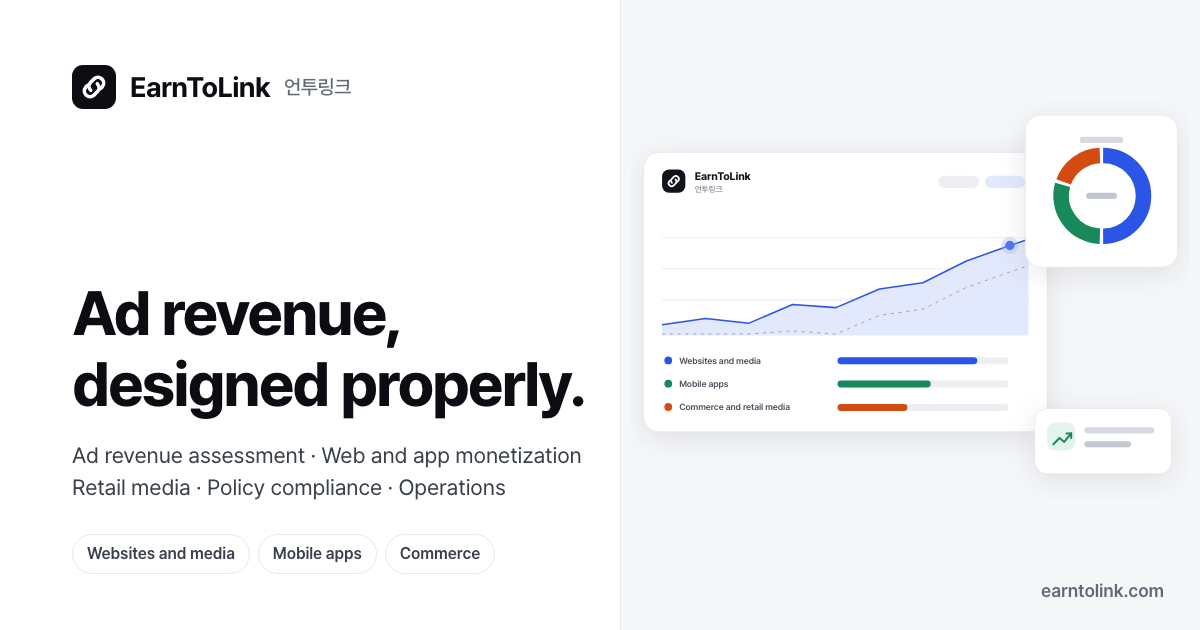 EarnToLink 언투링크
Ad revenue,
designed properly.
Ad revenue assessment · Web and app monetization
Retail media · Policy compliance · Operations
Websites and media
Mobile apps
Commerce
EarnToLink
언투링크
Websites and media
Mobile apps
Commerce and retail media
earntolink.com